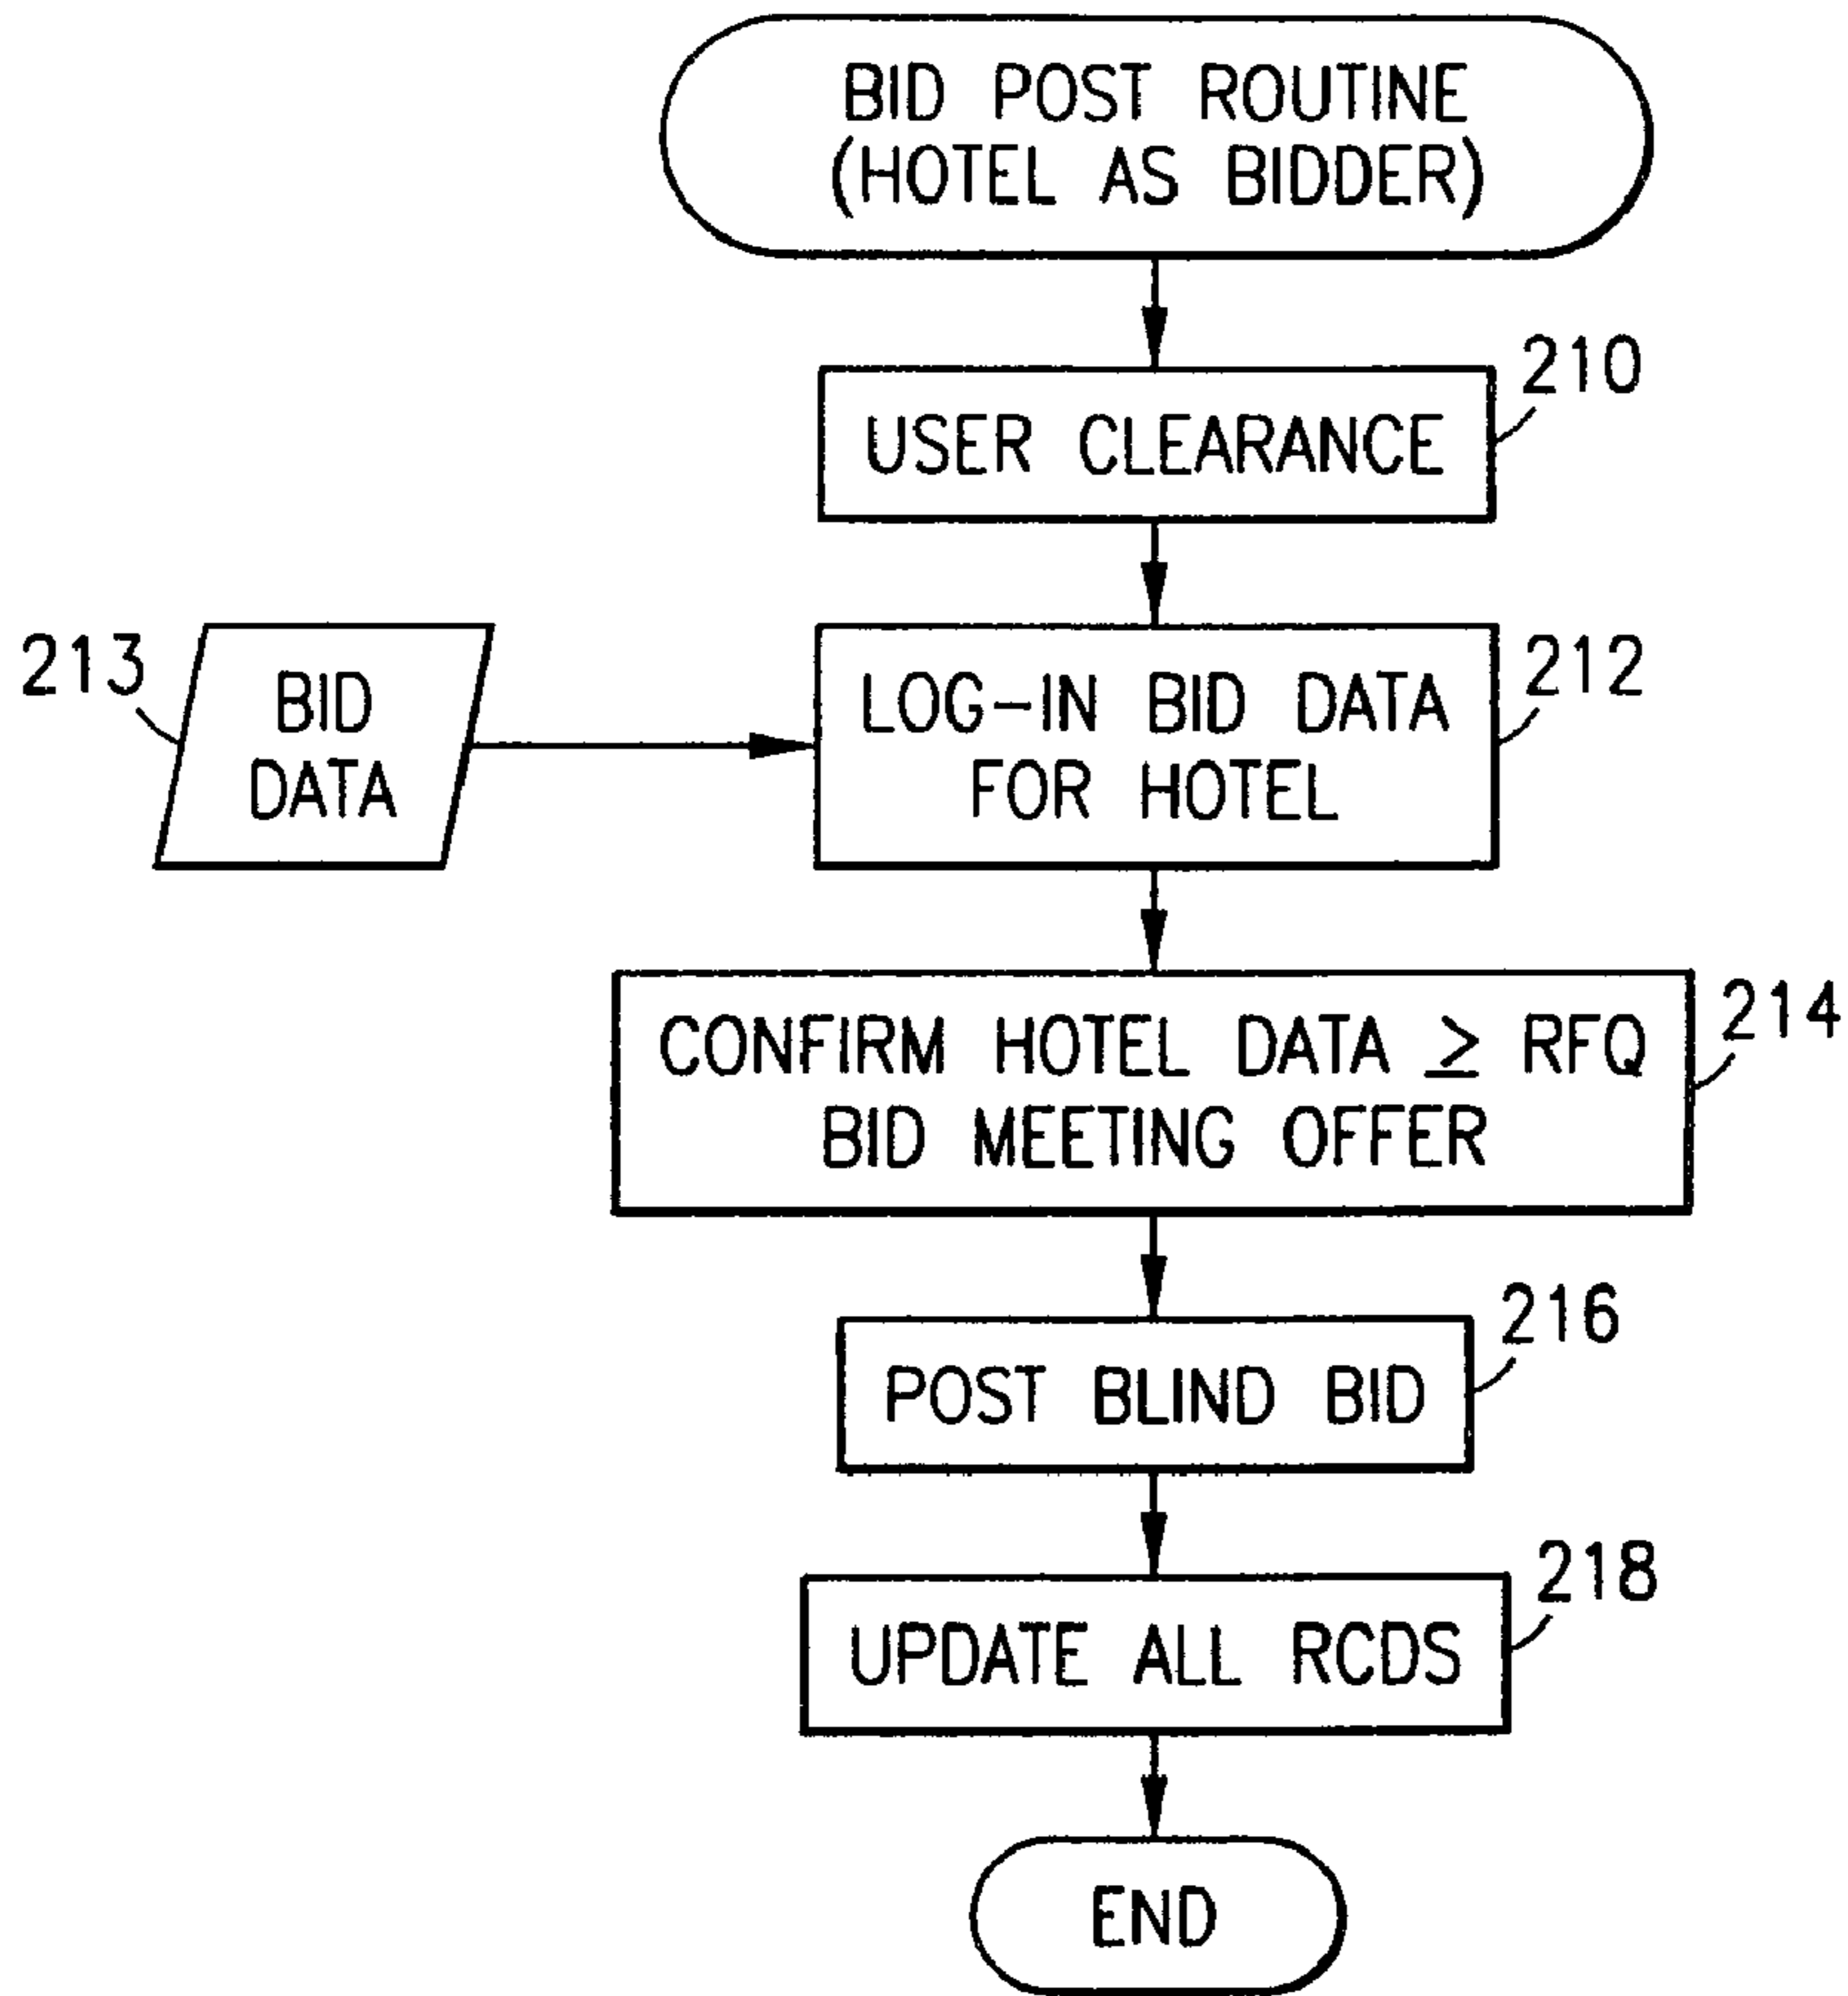 BID POST ROUTINE
(HOTEL AS BIDDER)
210
USER CLEARANCE
213
BID
DATA
212
LOG-IN BID DATA
FOR HOTEL
214
CONFIRM HOTEL DATA ≥ RFQ
BID MEETING OFFER
216
POST BLIND BID
218
UPDATE ALL RCDS
END